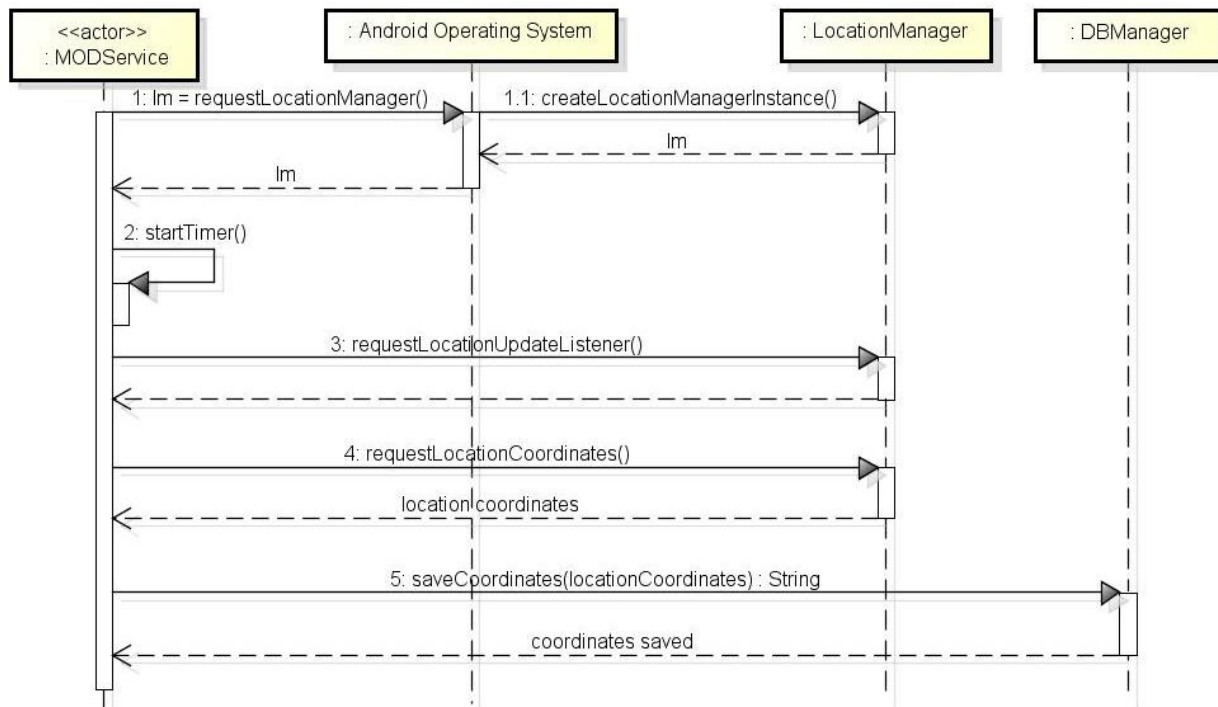 <<actor>>
: MODService
: Android Operating System
: LocationManager
: DBManager
1: lm = requestLocationManager()
1.1: createLocationManagerInstance()
lm
lm
2: startTimer()
3: requestLocationUpdateListener()
4: requestLocationCoordinates()
location coordinates
5: saveCoordinates(locationCoordinates) : String
coordinates saved